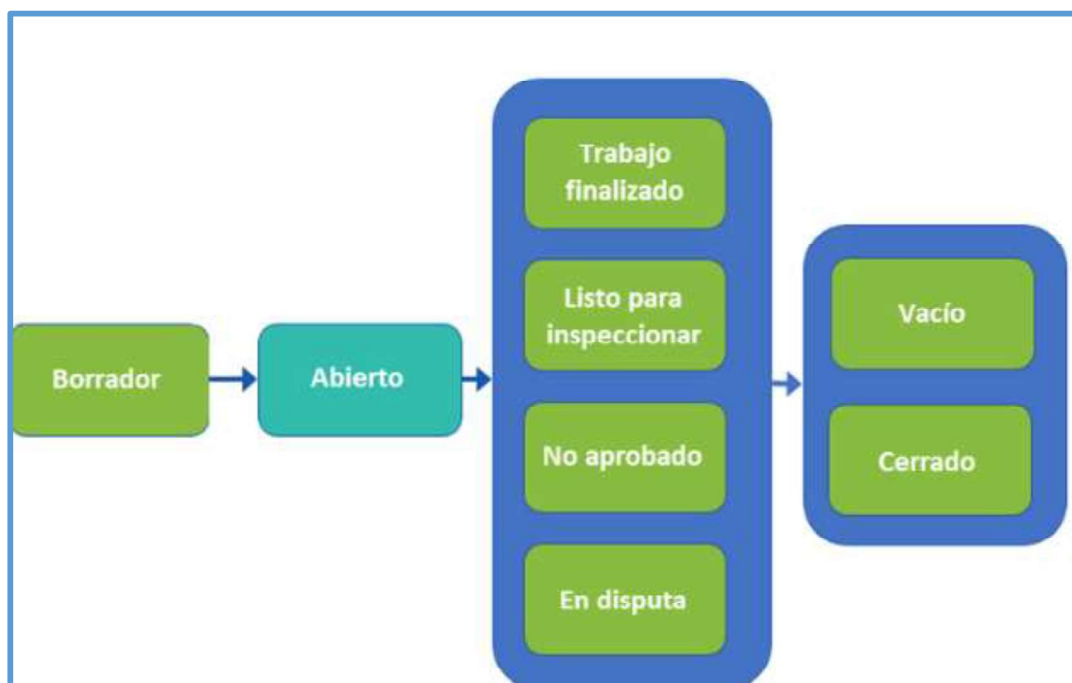 Borrador
Abierto
Trabajo
finalizado
Listo para
inspeccionar
No aprobado
En disputa
Vacío
Cerrado